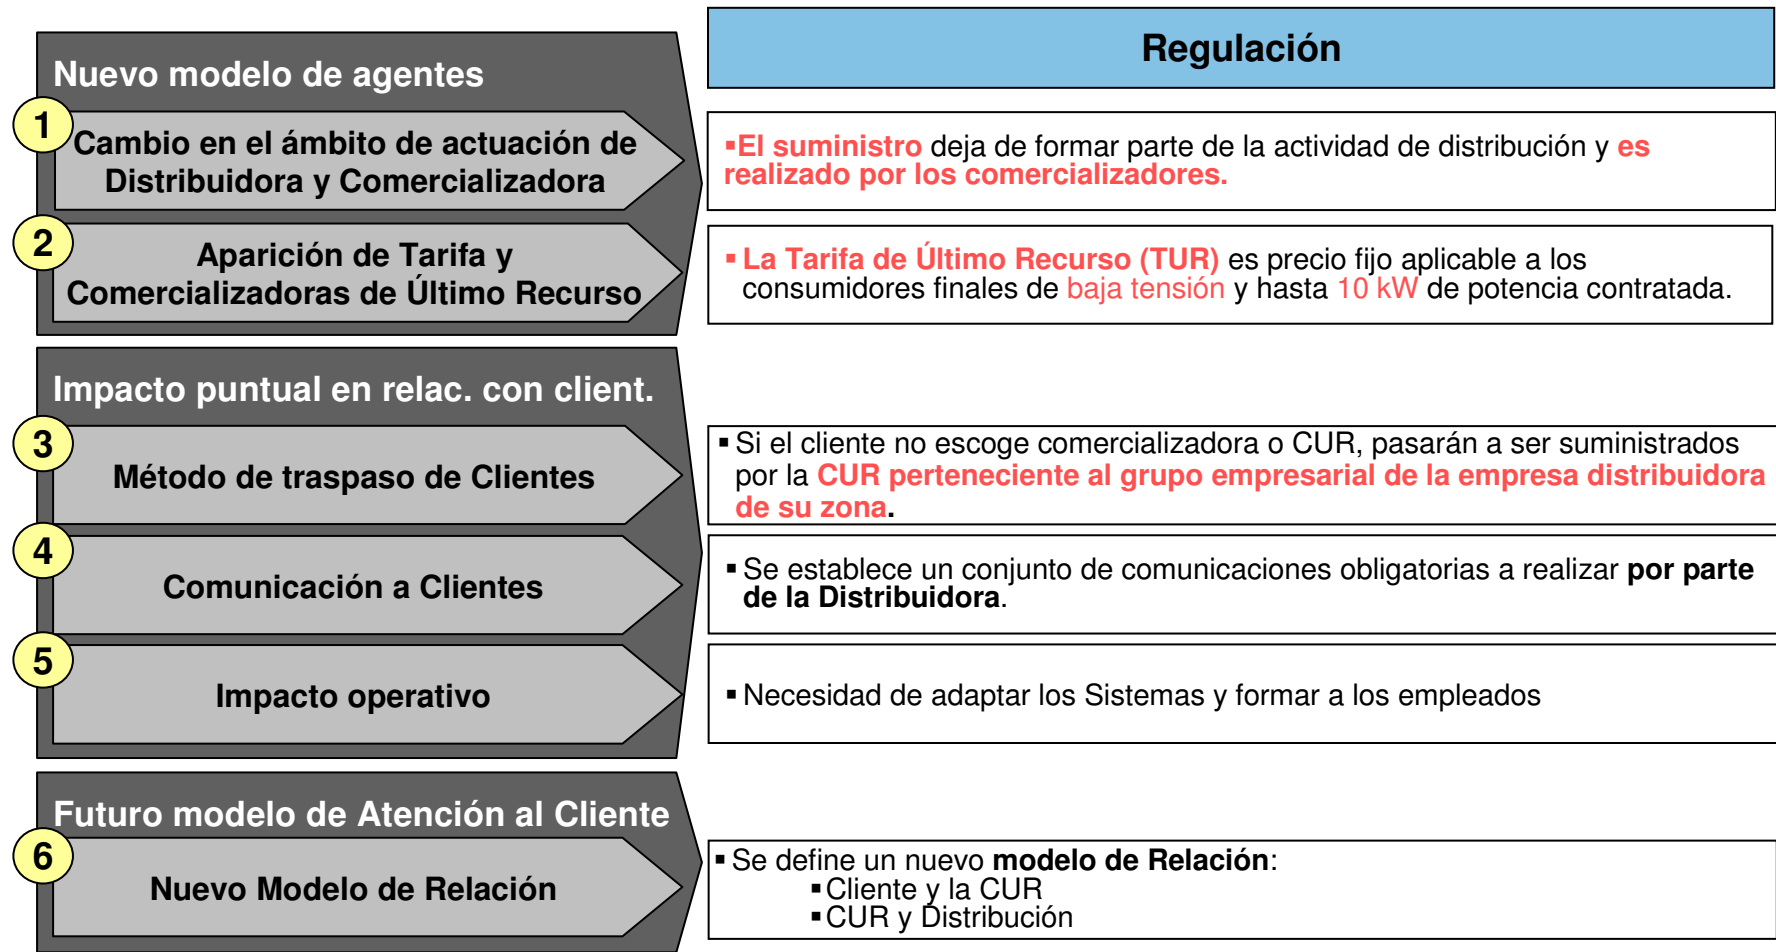 Regulación
Nuevo modelo de agentes
1
Cambio en el ámbito de actuación de
Distribuidora y Comercializadora
▪El suministro deja de formar parte de la actividad de distribución y es
realizado por los comercializadores.
2
Aparición de Tarifa y
Comercializadoras de Último Recurso
▪La Tarifa de Último Recurso (TUR) es precio fijo aplicable a los
consumidores finales de baja tensión y hasta 10 kW de potencia contratada.
Impacto puntual en relac. con client.
3
Método de traspaso de Clientes
▪Si el cliente no escoge comercializadora o CUR, pasarán a ser suministrados
por la CUR perteneciente al grupo empresarial de la empresa distribuidora
de su zona.
4
Comunicación a Clientes
▪Se establece un conjunto de comunicaciones obligatorias a realizar por parte
de la Distribuidora.
5
Impacto operativo
▪Necesidad de adaptar los Sistemas y formar a los empleados
Futuro modelo de Atención al Cliente
6
Nuevo Modelo de Relación
▪Se define un nuevo modelo de Relación:
▪Cliente y la CUR
▪CUR y Distribución